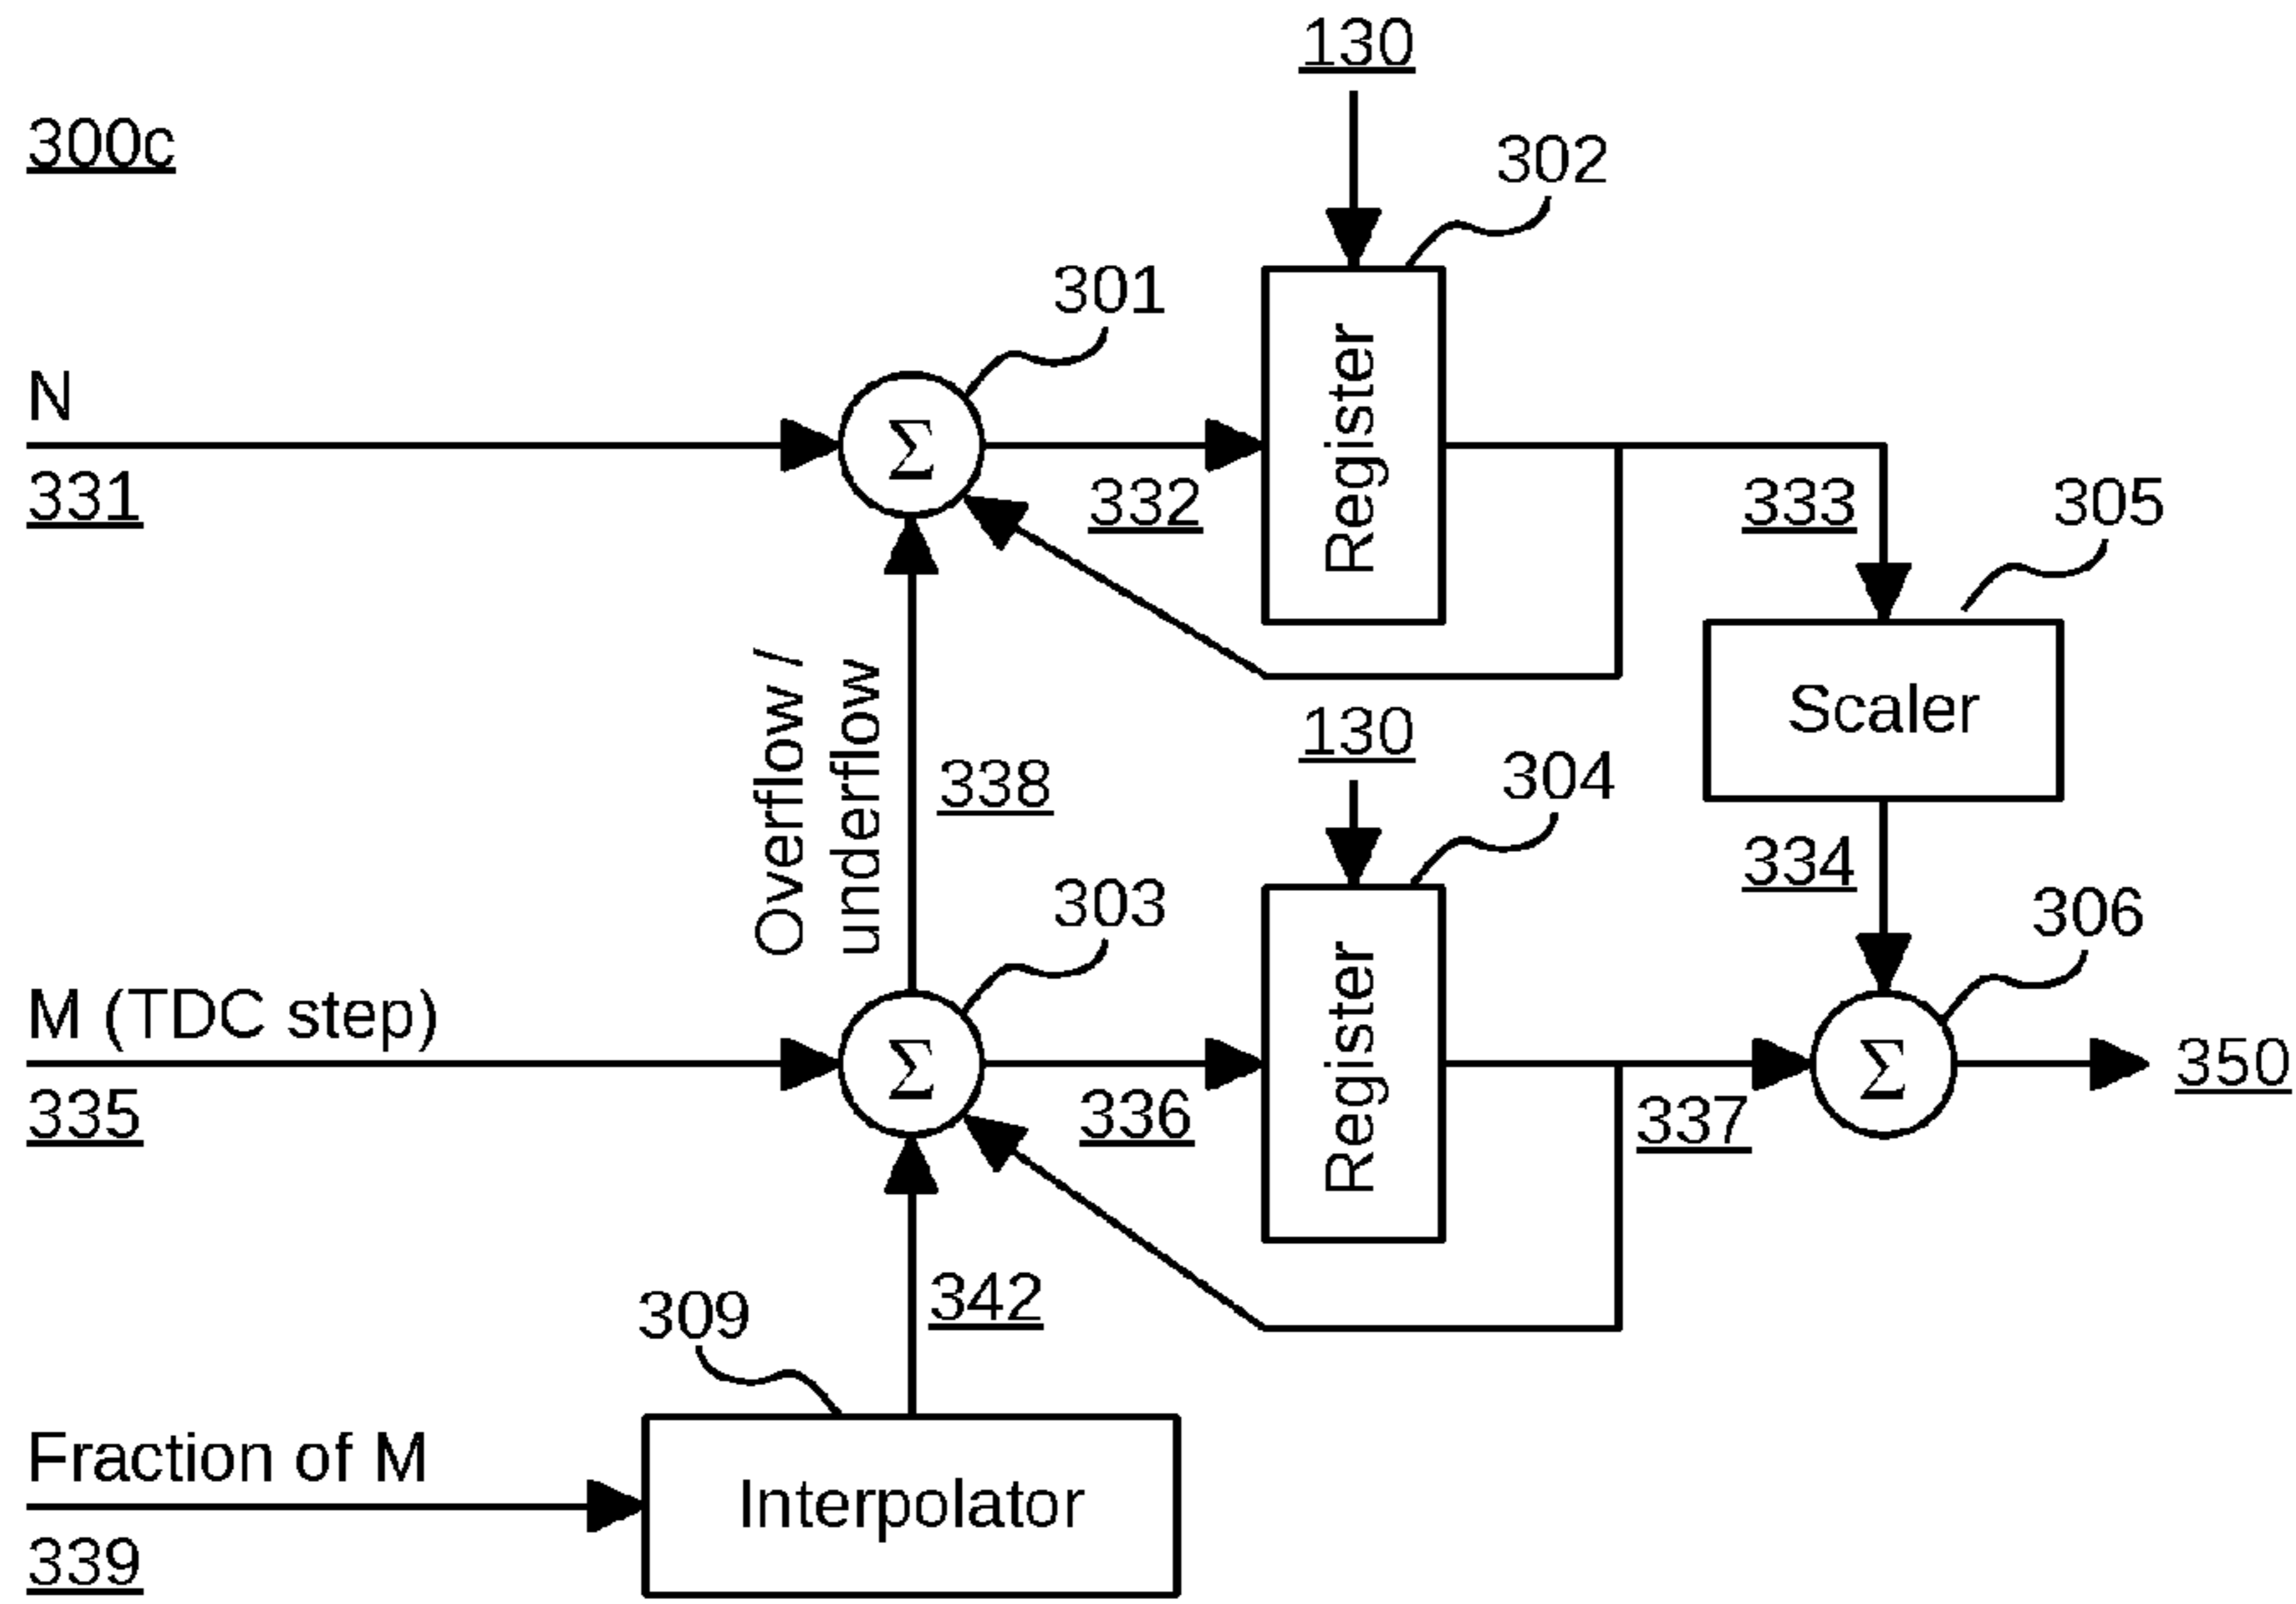 130
300c
302
301
N
331
332
333
305
Register
Scaler
Overflow /
underflow
338
130
304
334
303
306
M (TDC step)
335
336
Register
337
350
309
342
Fraction of M
339
Interpolator
Σ
Σ
Σ